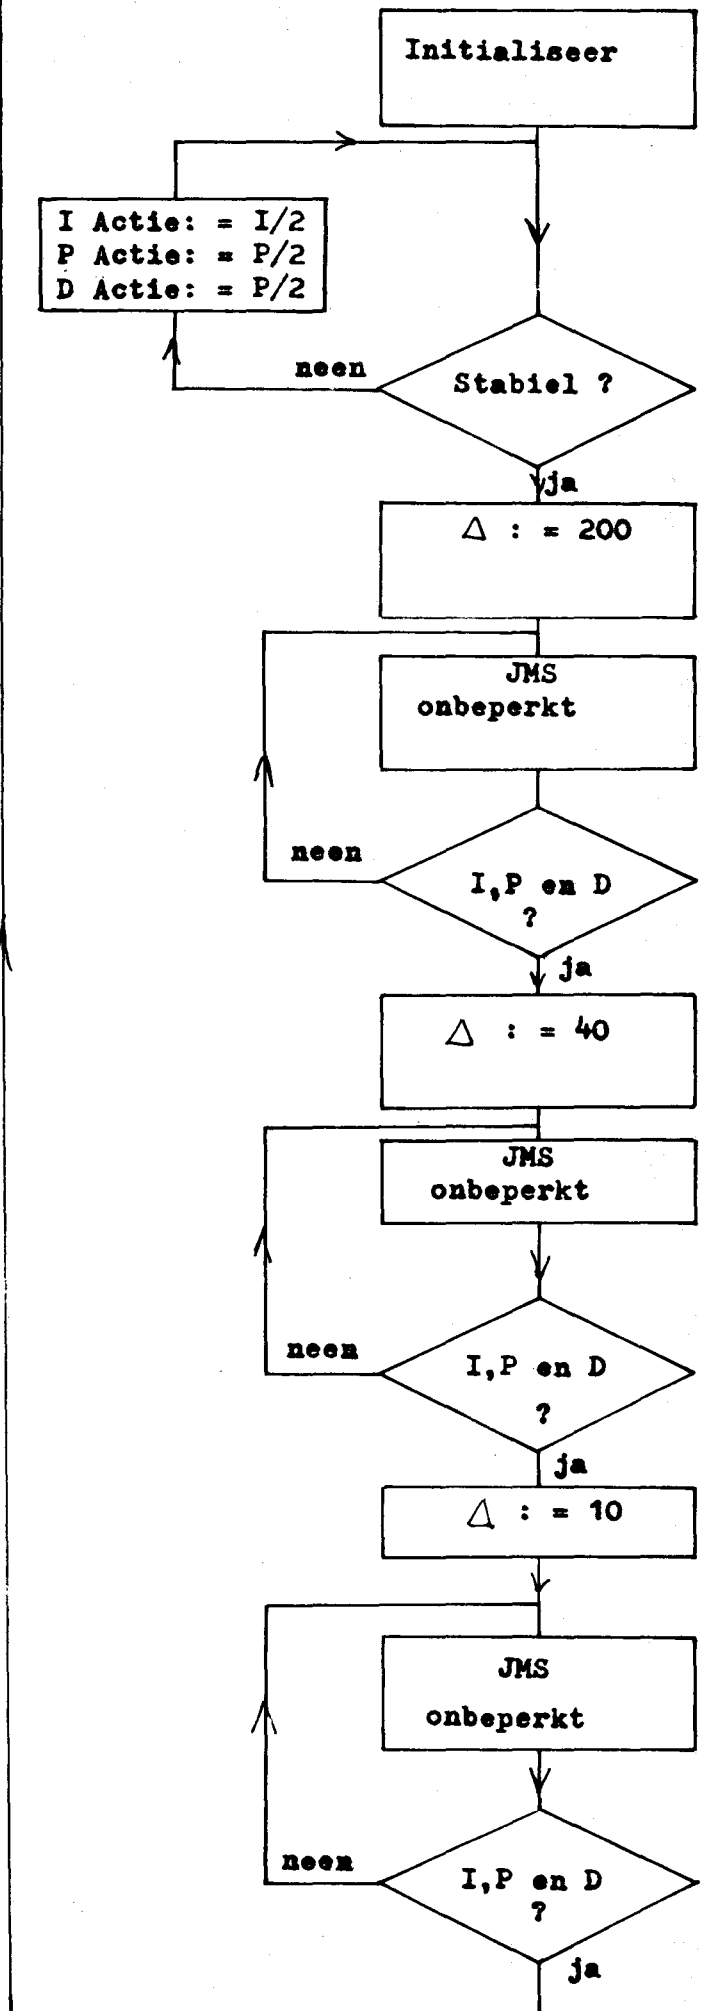 Initialiseer
I Actie: = I/2
P Actie: = P/2
D Actie: = P/2
neen
Stabiel ?
ja
Δ : = 200
JMS
onbeperkt
neen
I,P en D
?
ja
Δ : = 40
JMS
onbeperkt
neen
I,P en D
?
ja
Δ : = 10
JMS
onbeperkt
neen
I,P en D
?
ja